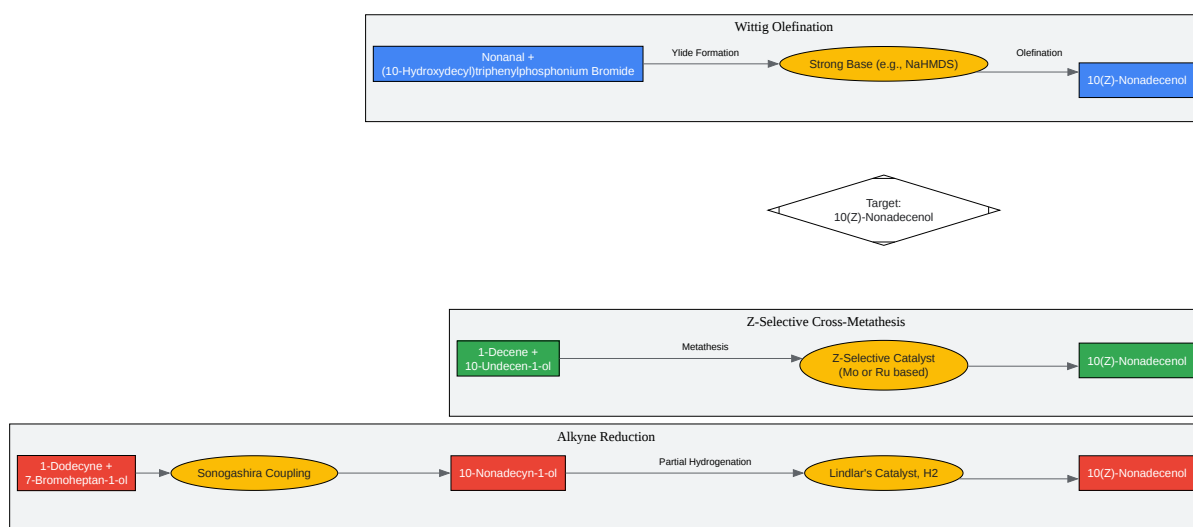 Wittig Olefination
Nonanal +
(10-Hydroxydecyl)triphenylphosphonium Bromide
Ylide Formation
Strong Base (e.g., NaHMDS)
Olefination
10(Z)-Nonadecenol
Target:
10(Z)-Nonadecenol
Z-Selective Cross-Metathesis
1-Decene +
10-Undecen-1-ol
Metathesis
Z-Selective Catalyst
(Mo or Ru based)
10(Z)-Nonadecenol
Alkyne Reduction
1-Dodecyne +
7-Bromoheptan-1-ol
Sonogashira Coupling
10-Nonadecyn-1-ol
Partial Hydrogenation
Lindlar's Catalyst, H2
10(Z)-Nonadecenol